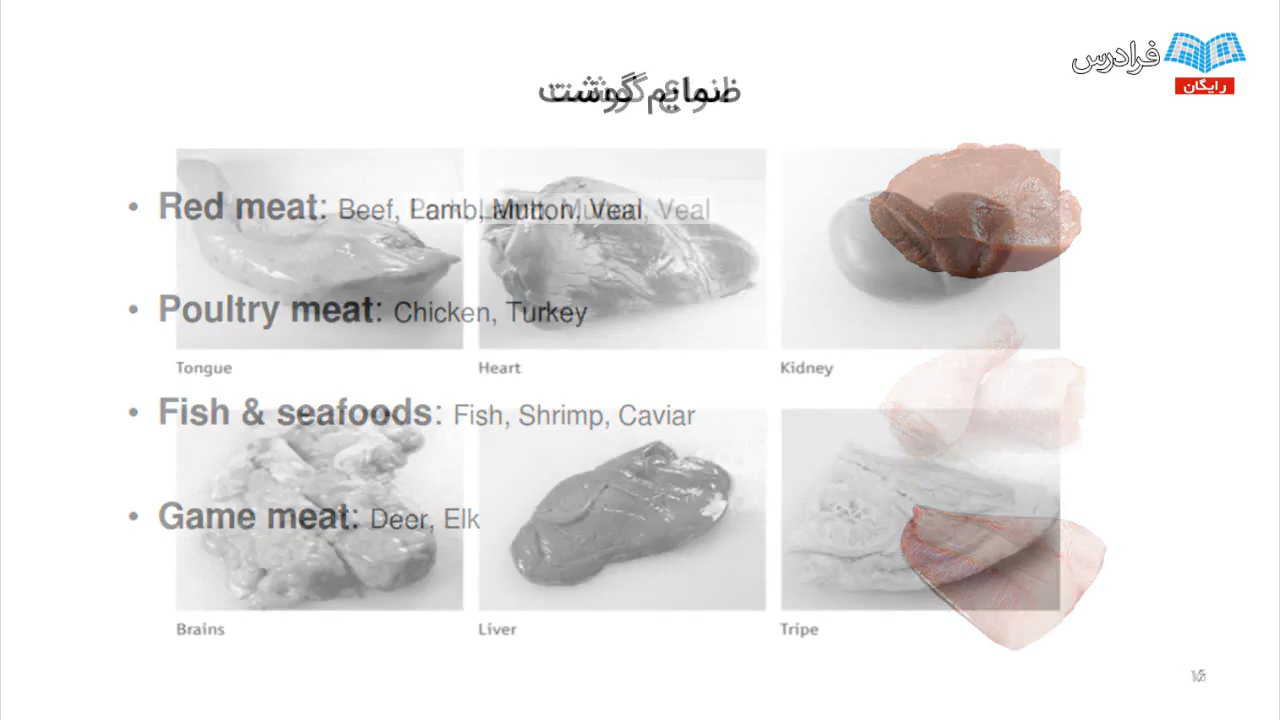 فرادرس
رایگان
گوشت
Red meat: Beef, Lamb, Mutton, Veal
Poultry meat: Chicken, Turkey
Tongue
Heart
Kidney
Fish & seafoods: Fish, Shrimp, Caviar
Game meat: Deer, Elk
Brains
Liver
Tripe